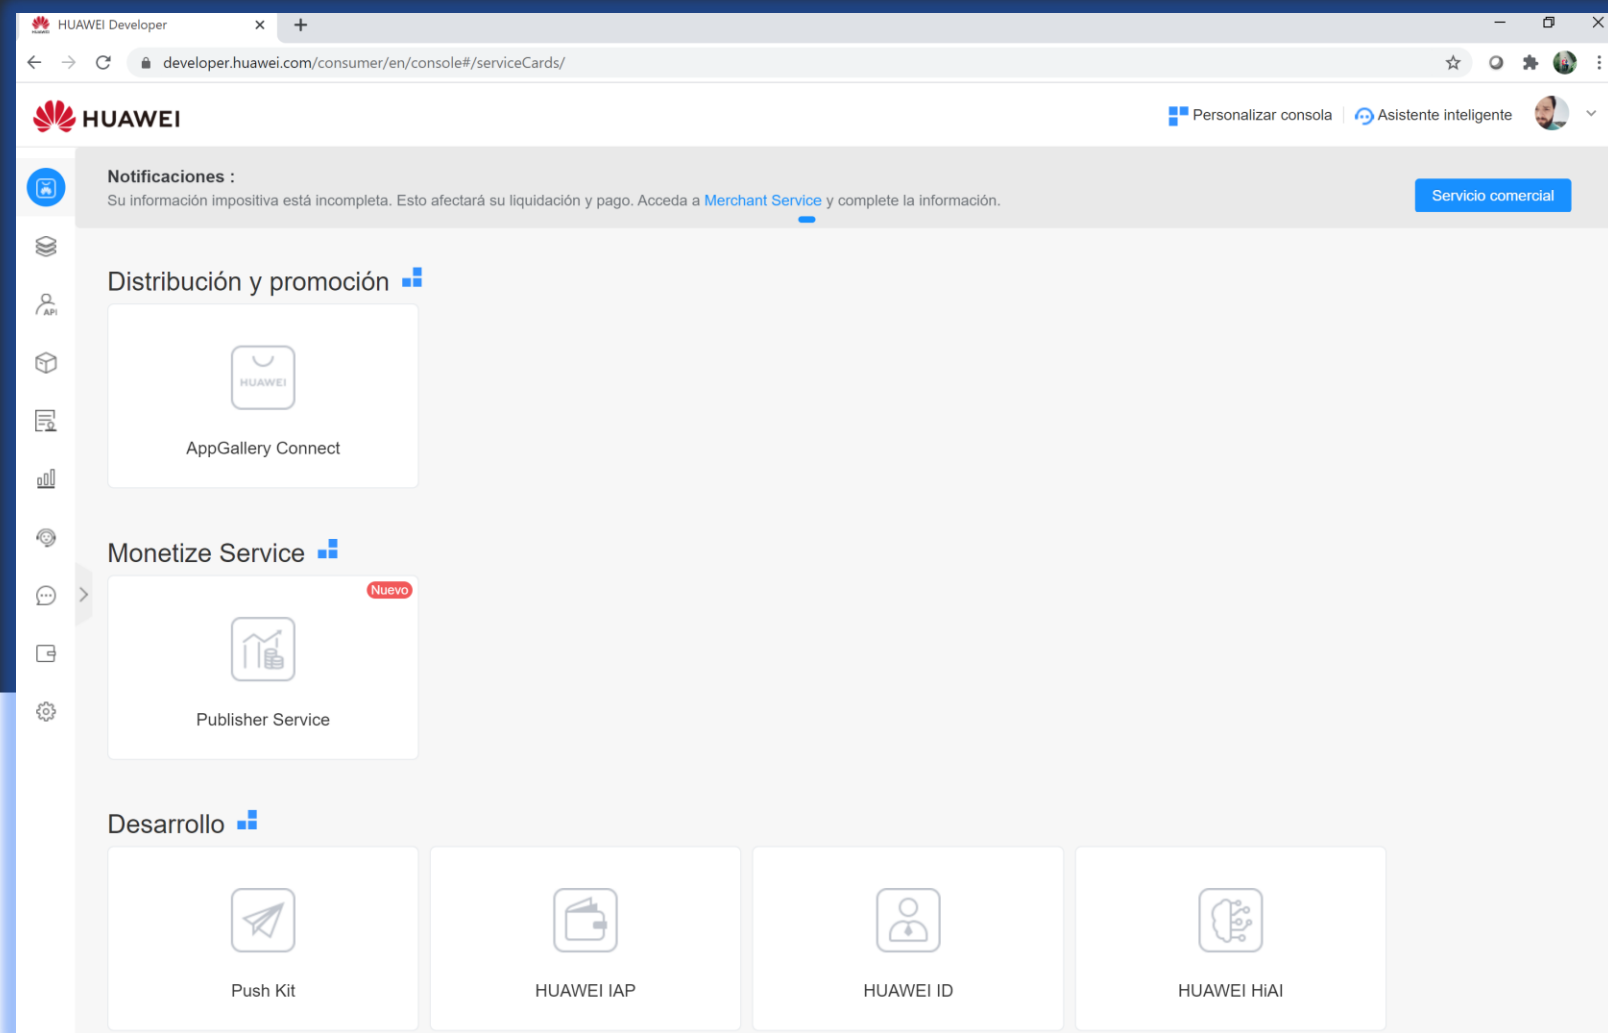 HUAWEI Developer
developer.huawei.com/consumer/en/console#/serviceCards/
HUAWEI
Personalizar consola
Asistente inteligente
Notificaciones :
Su información impositiva está incompleta. Esto afectará su liquidación y pago. Acceda a Merchant Service y complete la información.
Servicio comercial
API
Distribución y promoción
HUAWEI
AppGallery Connect
Monetize Service
Nuevo
Publisher Service
Desarrollo
Push Kit
HUAWEI IAP
HUAWEI ID
HUAWEI HiAI